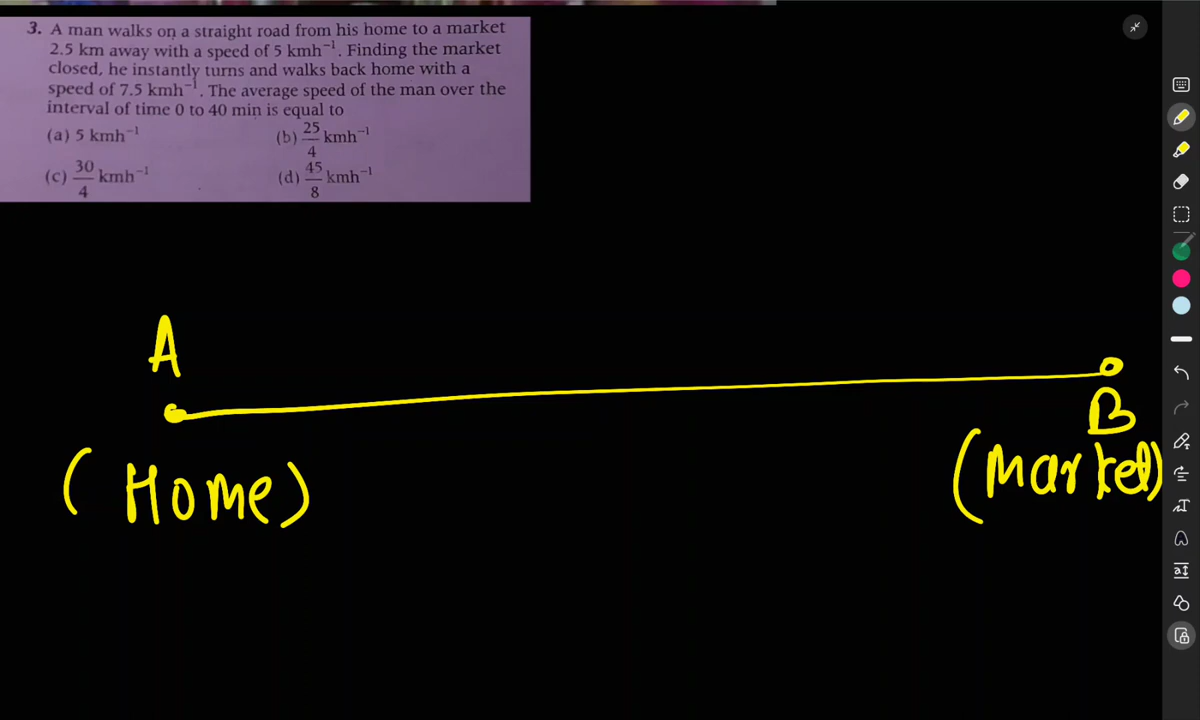 3. A man walks on a straight road from his home to a market
2.5 km away with a speed of 5 kmh⁻¹. Finding the market
closed, he instantly turns and walks back home with a
speed of 7.5 kmh⁻¹. The average speed of the man over the
interval of time 0 to 40 min is equal to
(a) 5 kmh⁻¹ (b) 25/4 kmh⁻¹
(c) 30/4 kmh⁻¹ (d) 45/8 kmh⁻¹
A
B
(Home) (Market)